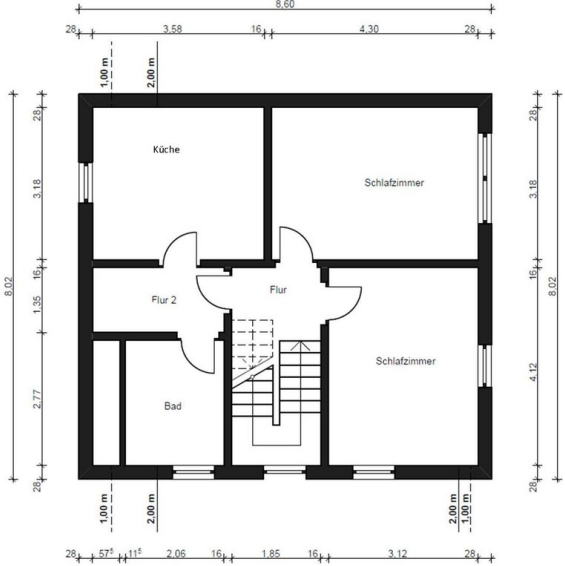 8,60
28 3,58 16 4,30 28
1,00 m 2,00 m
28 28
Küche
Schlafzimmer
3,18 3,18
8,02 8,02
16 16
Flur 2 Flur
1,35
Schlafzimmer
4,12
2,77
Bad
28 28
1,00 m 2,00 m 2,00 m 1,00 m
28 57⁵ 11⁵ 2,06 16 1,85 16 3,12 28